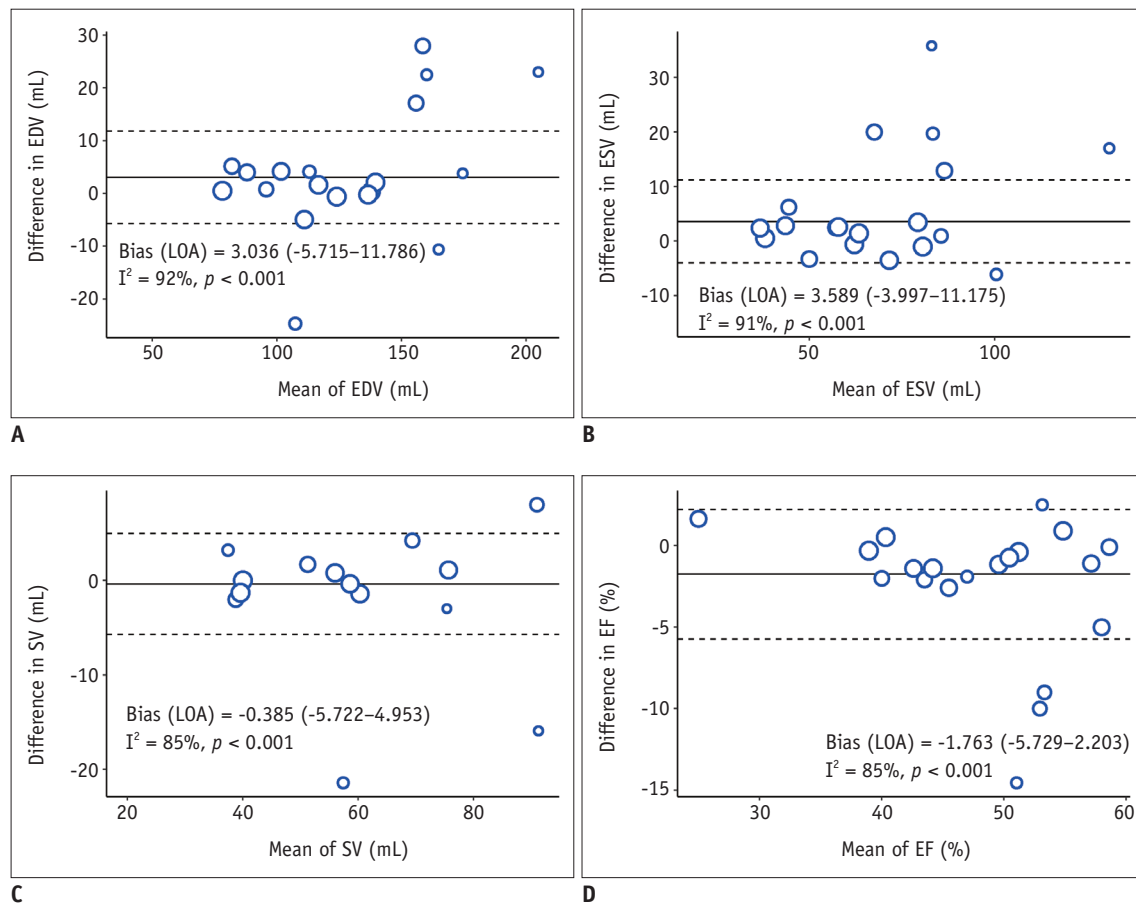 30
20
10
0
-10
-20
Difference in EDV (mL)
Bias (LOA) = 3.036 (-5.715–11.786)
I² = 92%, p < 0.001
50
100
150
200
Mean of EDV (mL)
A
30
20
10
0
-10
Difference in ESV (mL)
Bias (LOA) = 3.589 (-3.997–11.175)
I² = 91%, p < 0.001
50
100
Mean of ESV (mL)
B
0
-10
-20
Difference in SV (mL)
Bias (LOA) = -0.385 (-5.722–4.953)
I² = 85%, p < 0.001
20
40
60
80
Mean of SV (mL)
C
0
-5
-10
-15
Difference in EF (%)
Bias (LOA) = -1.763 (-5.729–2.203)
I² = 85%, p < 0.001
30
40
50
60
Mean of EF (%)
D